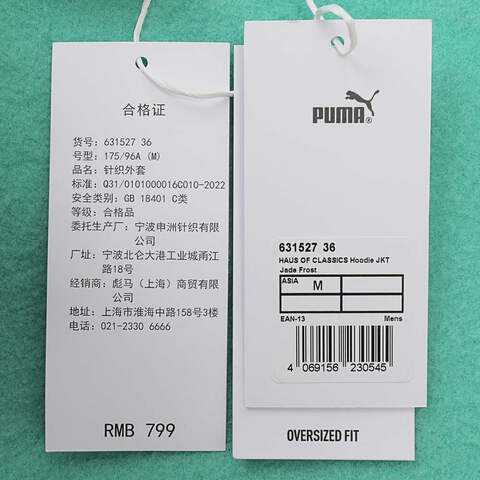 合格证
货号：631527 36
号型：175/96A (M)
品名：针织外套
标准：Q31/0101000016C010-2022
安全类别：GB 18401 C类
等级：合格品
委托生产厂：宁波申洲针织有限
公司
厂址：宁波北仑大港工业城甬江
路18号
经销商：彪马（上海）商贸有限
公司
地址：上海市淮海中路158号3楼
电话：021-2330 6666
RMB 799
PUMA®
631527 36
HAUS OF CLASSICS Hoodie JKT
Jade Frost
ASIA M
EAN-13 Mens
4 069156 230545
OVERSIZED FIT